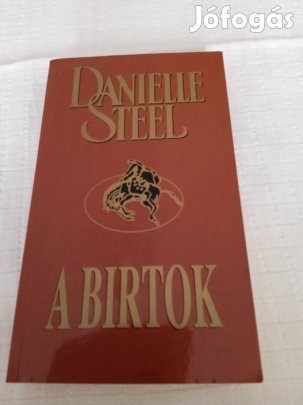 Jófogás
DANIELLE
STEEL
A BIRTOK